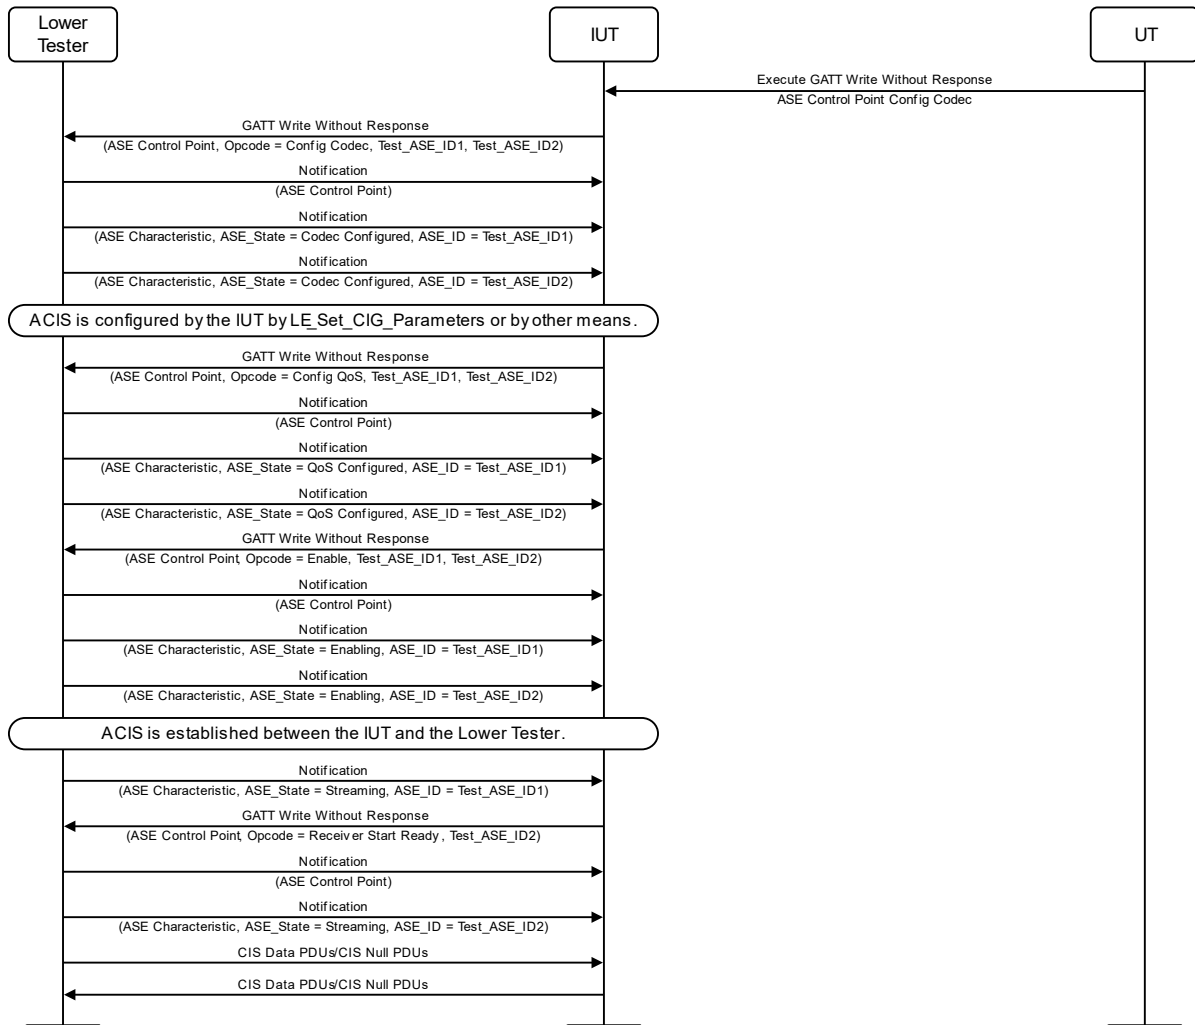 Lower
Tester
IUT
UT
Execute GATT Write Without Response
ASE Control Point Config Codec
GATT Write Without Response
(ASE Control Point, Opcode = Config Codec, Test_ASE_ID1, Test_ASE_ID2)
Notification
(ASE Control Point)
Notification
(ASE Characteristic, ASE_State = Codec Configured, ASE_ID = Test_ASE_ID1)
Notification
(ASE Characteristic, ASE_State = Codec Configured, ASE_ID = Test_ASE_ID2)
A CIS is configured by the IUT by LE_Set_CIG_Parameters or by other means.
GATT Write Without Response
(ASE Control Point, Opcode = Config QoS, Test_ASE_ID1, Test_ASE_ID2)
Notification
(ASE Control Point)
Notification
(ASE Characteristic, ASE_State = QoS Configured, ASE_ID = Test_ASE_ID1)
Notification
(ASE Characteristic, ASE_State = QoS Configured, ASE_ID = Test_ASE_ID2)
GATT Write Without Response
(ASE Control Point, Opcode = Enable, Test_ASE_ID1, Test_ASE_ID2)
Notification
(ASE Control Point)
Notification
(ASE Characteristic, ASE_State = Enabling, ASE_ID = Test_ASE_ID1)
Notification
(ASE Characteristic, ASE_State = Enabling, ASE_ID = Test_ASE_ID2)
A CIS is established between the IUT and the Lower Tester.
Notification
(ASE Characteristic, ASE_State = Streaming, ASE_ID = Test_ASE_ID1)
GATT Write Without Response
(ASE Control Point, Opcode = Receiver Start Ready, Test_ASE_ID2)
Notification
(ASE Control Point)
Notification
(ASE Characteristic, ASE_State = Streaming, ASE_ID = Test_ASE_ID2)
CIS Data PDUs/CIS Null PDUs
CIS Data PDUs/CIS Null PDUs